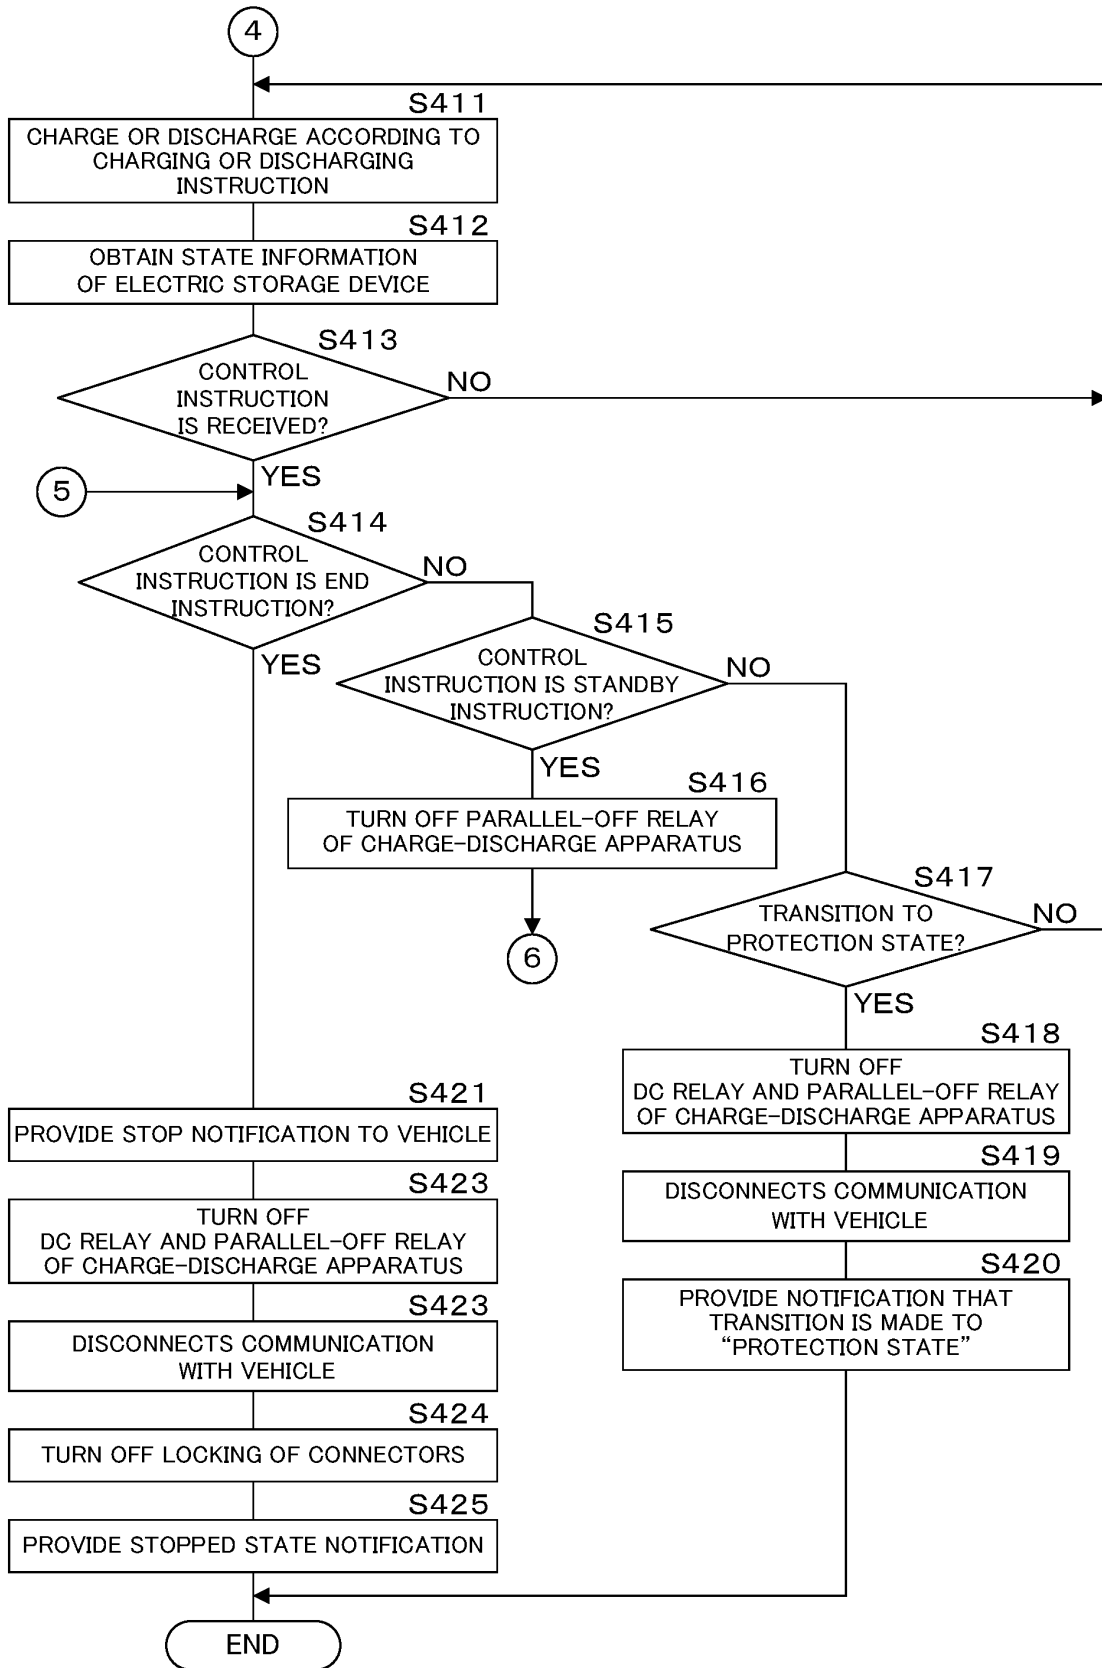 4
S411
CHARGE OR DISCHARGE ACCORDING TO
CHARGING OR DISCHARGING
INSTRUCTION
S412
OBTAIN STATE INFORMATION
OF ELECTRIC STORAGE DEVICE
S413
CONTROL
INSTRUCTION
IS RECEIVED?
NO
YES
5
S414
CONTROL
INSTRUCTION IS END
INSTRUCTION?
NO
YES
S415
CONTROL
INSTRUCTION IS STANDBY
INSTRUCTION?
NO
YES
S416
TURN OFF PARALLEL-OFF RELAY
OF CHARGE-DISCHARGE APPARATUS
6
S417
TRANSITION TO
PROTECTION STATE?
NO
YES
S418
TURN OFF
DC RELAY AND PARALLEL-OFF RELAY
OF CHARGE-DISCHARGE APPARATUS
S419
DISCONNECTS COMMUNICATION
WITH VEHICLE
S420
PROVIDE NOTIFICATION THAT
TRANSITION IS MADE TO
“PROTECTION STATE”
S421
PROVIDE STOP NOTIFICATION TO VEHICLE
S423
TURN OFF
DC RELAY AND PARALLEL-OFF RELAY
OF CHARGE-DISCHARGE APPARATUS
S423
DISCONNECTS COMMUNICATION
WITH VEHICLE
S424
TURN OFF LOCKING OF CONNECTORS
S425
PROVIDE STOPPED STATE NOTIFICATION
END